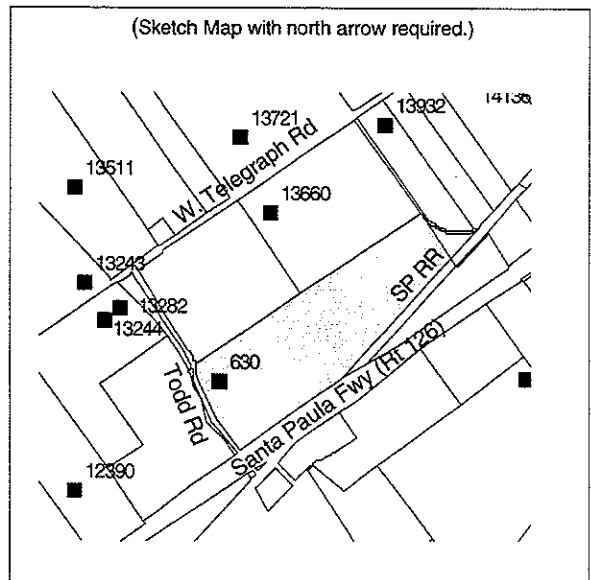 (Sketch Map with north arrow required.)
14136
13932
13721
W. Telegraph Rd
13511
13660
13243
SP RR
13282
13244
630
Santa Paula Fwy (Rt 126)
Todd Rd
12390